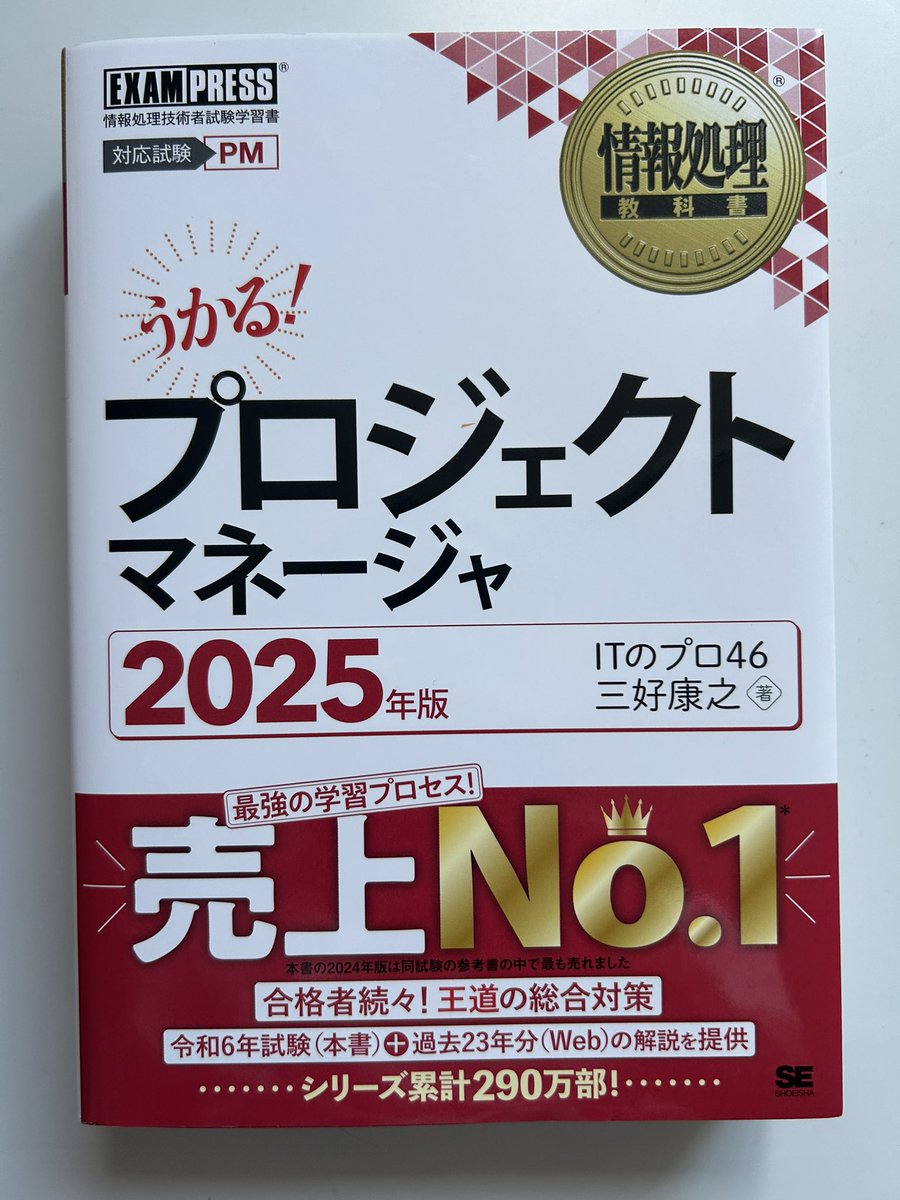 EXAMPRESS®
情報処理技術者試験学習書
対応試験 PM
®
情報処理
教科書
うかる!
プロジェクト
マネージャ
2025年版
ITのプロ46
三好康之 著
最強の学習プロセス!
売上No.1*
本書の2024年版は同試験の参考書の中で最も売れました
合格者続々!王道の総合対策
令和6年試験(本書)+過去23年分(Web)の解説を提供
シリーズ累計290万部!
SE
SHOEISHA